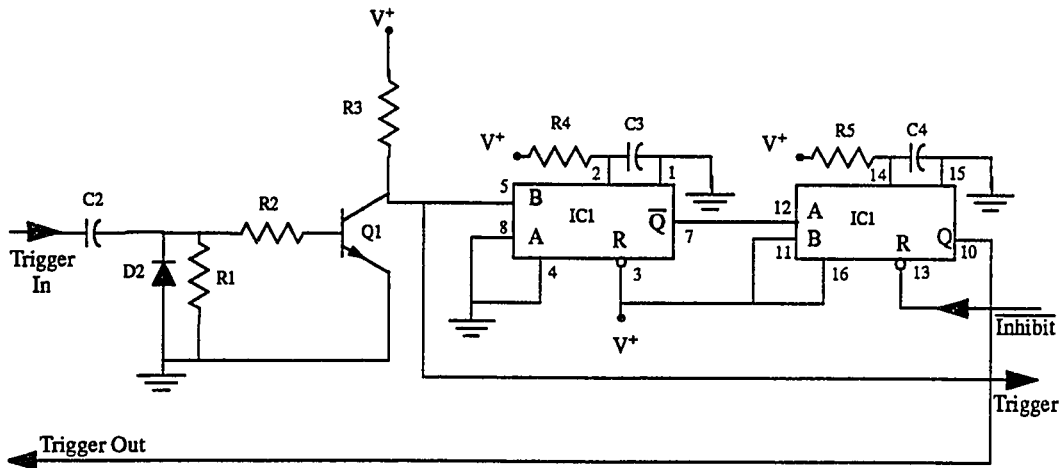 V+
R3
V+
R4
C3
V+
R5
C4
2
1
14
15
C2
R2
Q1
5
B
IC1
Q̅
7
8
A
R
4
3
12
A
IC1
11
B
R
Q
10
16
13
Trigger
In
D2
R1
V+
I̅n̅h̅i̅b̅i̅t̅
Trigger
Trigger Out